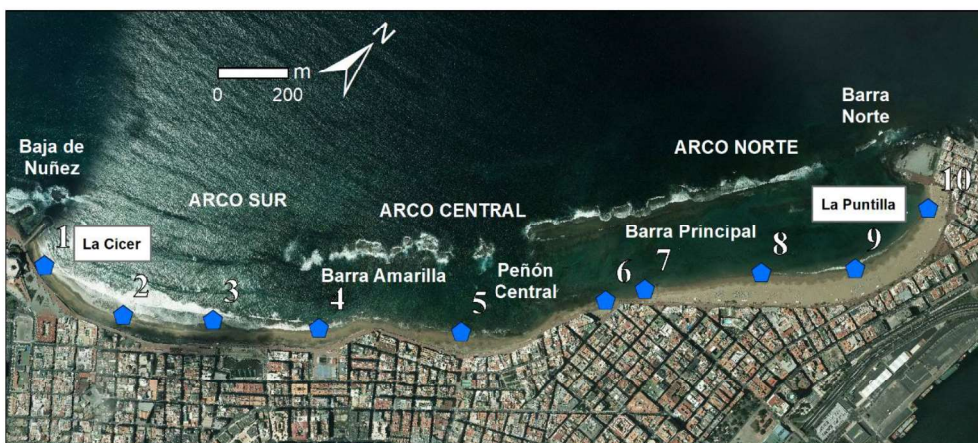 N
m
0 200
Barra
Norte
Baja de
Nuñez
ARCO NORTE
ARCO SUR
ARCO CENTRAL
10
La Puntilla
1
La Cicer
Barra Principal
Barra Amarilla
Peñón
Central
2
3
4
5
6
7
8
9